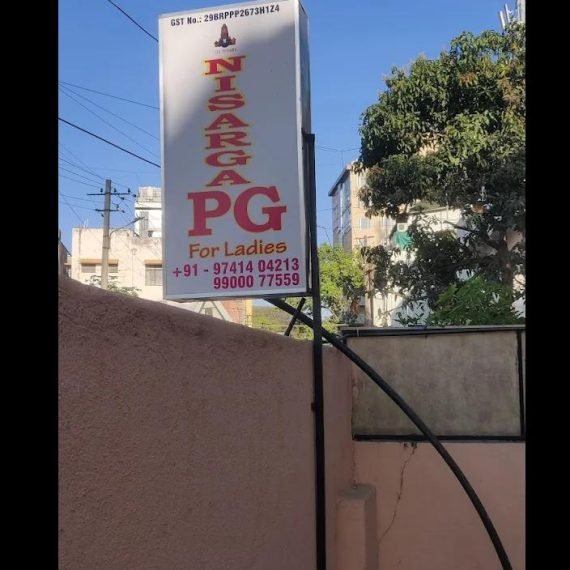 GST No.: 29BRPPP2673H1Z4
NISARGA
PG
For Ladies
+91 - 97414 04213
99000 77559